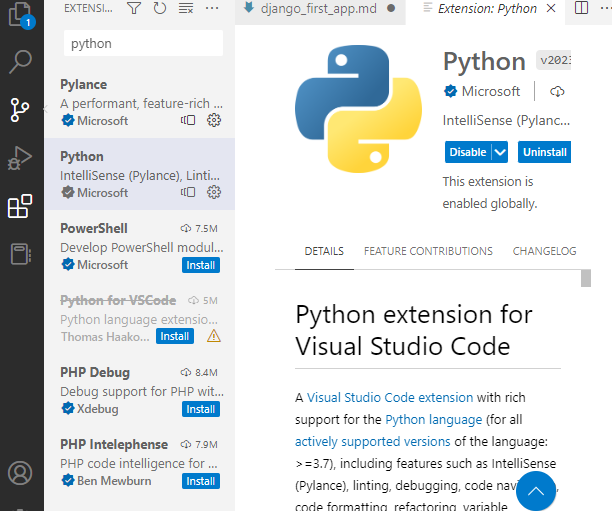 EXTENSI...
1
python
Pylance
A performant, feature-rich ...
Microsoft
Python
IntelliSense (Pylance), Linti...
Microsoft
PowerShell 7.5M
Develop PowerShell modul...
Microsoft Install
Python for VSCode 5M
Python language extensio...
Thomas Haako... Install
PHP Debug 8.4M
Debug support for PHP wit...
Xdebug Install
PHP Intelephense 7.9M
PHP code intelligence for ...
Ben Mewburn Install
django_first_app.md
Extension: Python
Python v2023
Microsoft
IntelliSense (Pylanc...
Disable Uninstall
This extension is
enabled globally.
DETAILS FEATURE CONTRIBUTIONS CHANGELOG
Python extension for
Visual Studio Code
A Visual Studio Code extension with rich
support for the Python language (for all
actively supported versions of the language:
>=3.7), including features such as IntelliSense
(Pylance), linting, debugging, code
code formatting, refactoring, variable